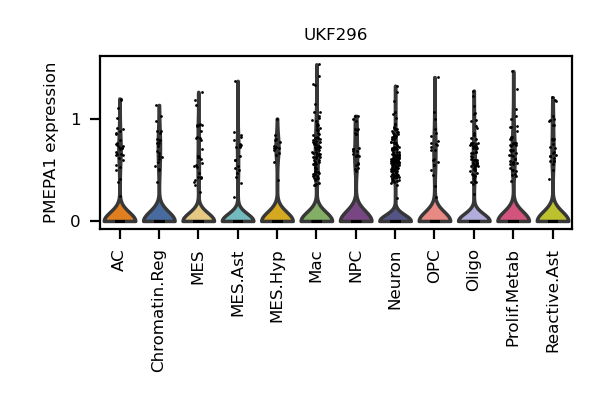 UKF296
PMEPA1 expression
1
0
AC
Chromatin.Reg
MES
MES.Ast
MES.Hyp
Mac
NPC
Neuron
OPC
Oligo
Prolif.Metab
Reactive.Ast